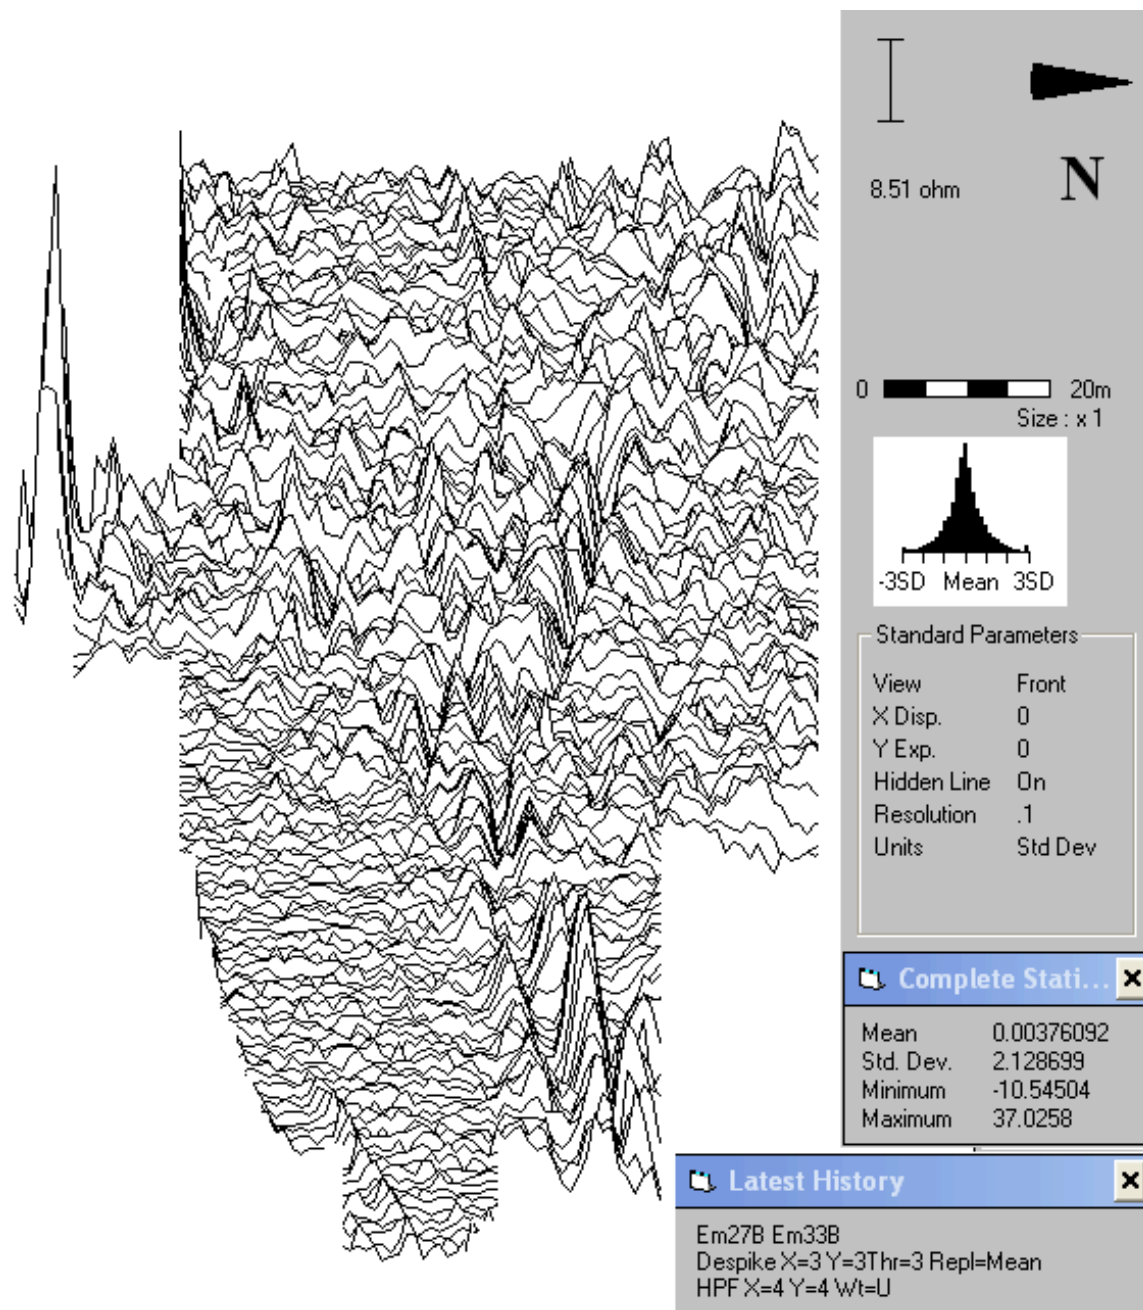 8.51 ohm
N
0 20m
Size : x 1
-3SD Mean 3SD
Standard Parameters
View Front
X Disp. 0
Y Exp. 0
Hidden Line On
Resolution .1
Units Std Dev
Complete Stati...
Mean 0.00376092
Std. Dev. 2.128699
Minimum -10.54504
Maximum 37.0258
Latest History
Em27B Em33B
Despike X=3 Y=3Thr=3 Repl=Mean
HPF X=4 Y=4 Wt=U